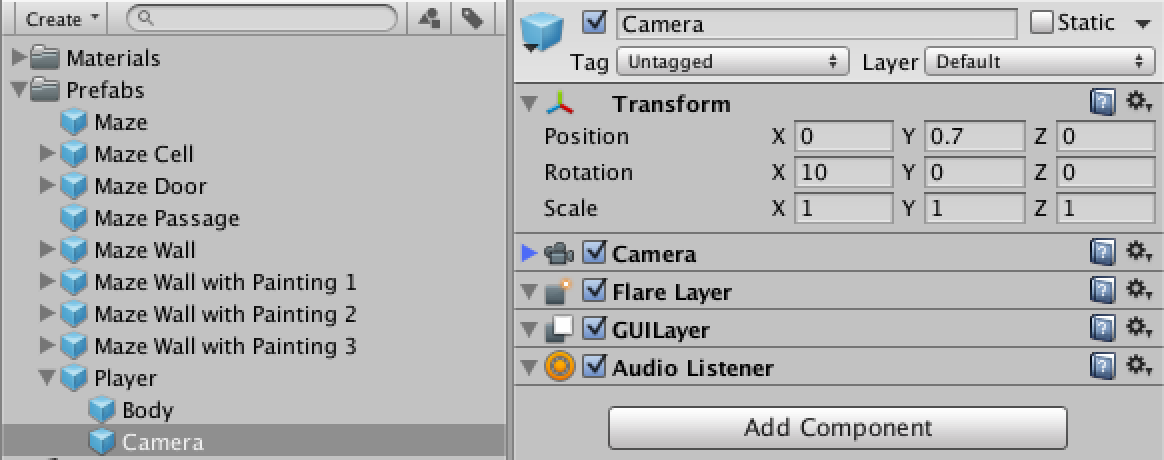 Create
Materials
Prefabs
Maze
Maze Cell
Maze Door
Maze Passage
Maze Wall
Maze Wall with Painting 1
Maze Wall with Painting 2
Maze Wall with Painting 3
Player
Body
Camera
Camera Static
Tag Untagged Layer Default
Transform
Position X 0 Y 0.7 Z 0
Rotation X 10 Y 0 Z 0
Scale X 1 Y 1 Z 1
Camera
Flare Layer
GUILayer
Audio Listener
Add Component